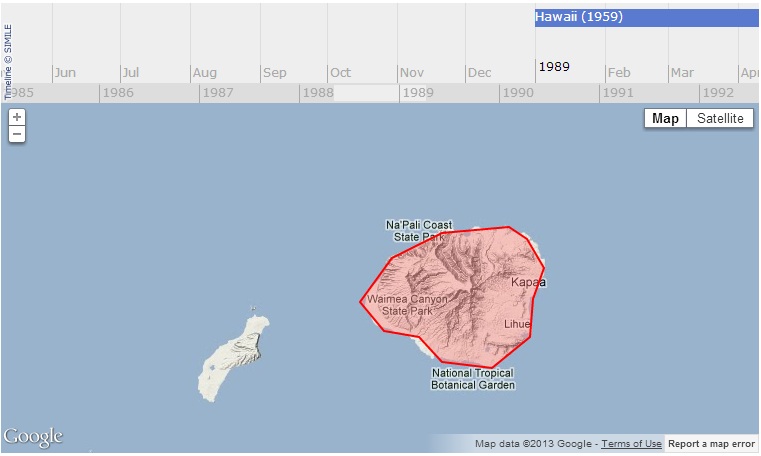 Timeline © SIMILE
Hawaii (1959)
Jun Jul Aug Sep Oct Nov Dec 1989 Feb Mar Apr
985 1986 1987 1988 1989 1990 1991 1992
+
−
Map Satellite
Na'Pali Coast
State Park
Kapaa
Waimea Canyon
State Park
Lihue
National Tropical
Botanical Garden
Google
Map data ©2013 Google - Terms of Use Report a map error